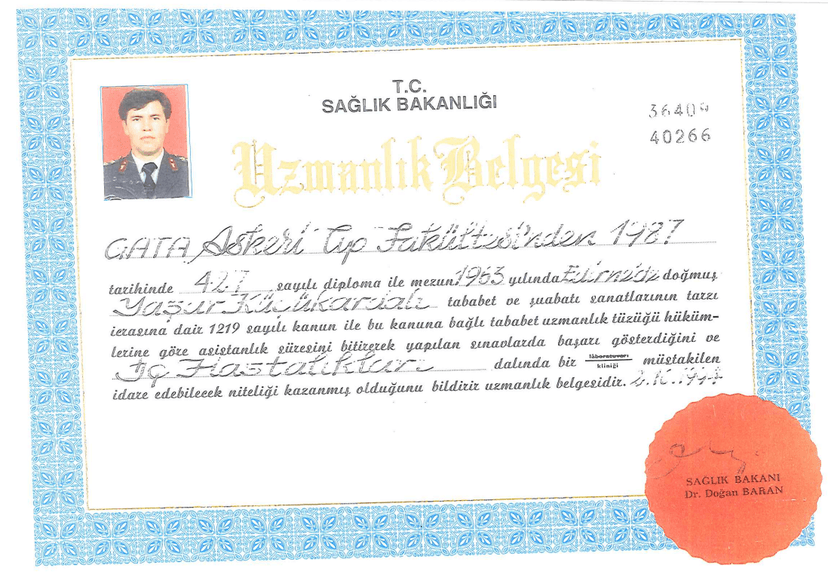 T.C.
SAĞLIK BAKANLIĞI
36409
40266
Uzmanlık Belgesi
GATA Askeri Tıp Fakültesi'nden 1987
tarihinde 427 sayılı diploma ile mezun 1963 yılında Edirne'de doğmuş
Yaşar Küçükardalı tababet ve şuabatı sanatlarının tarzı
icrasına dair 1219 sayılı kanun ile bu kanuna bağlı tababet uzmanlık tüzüğü hüküm-
lerine göre asistanlık süresini bitirerek yapılan sınavlarda başarı gösterdiğini ve
İç Hastalıkları dalında bir laboratuvarı kliniği müstakilen
idare edebilecek niteliği kazanmış olduğunu bildirir uzmanlık belgesidir.
SAĞLIK BAKANI
Dr. Doğan BARAN